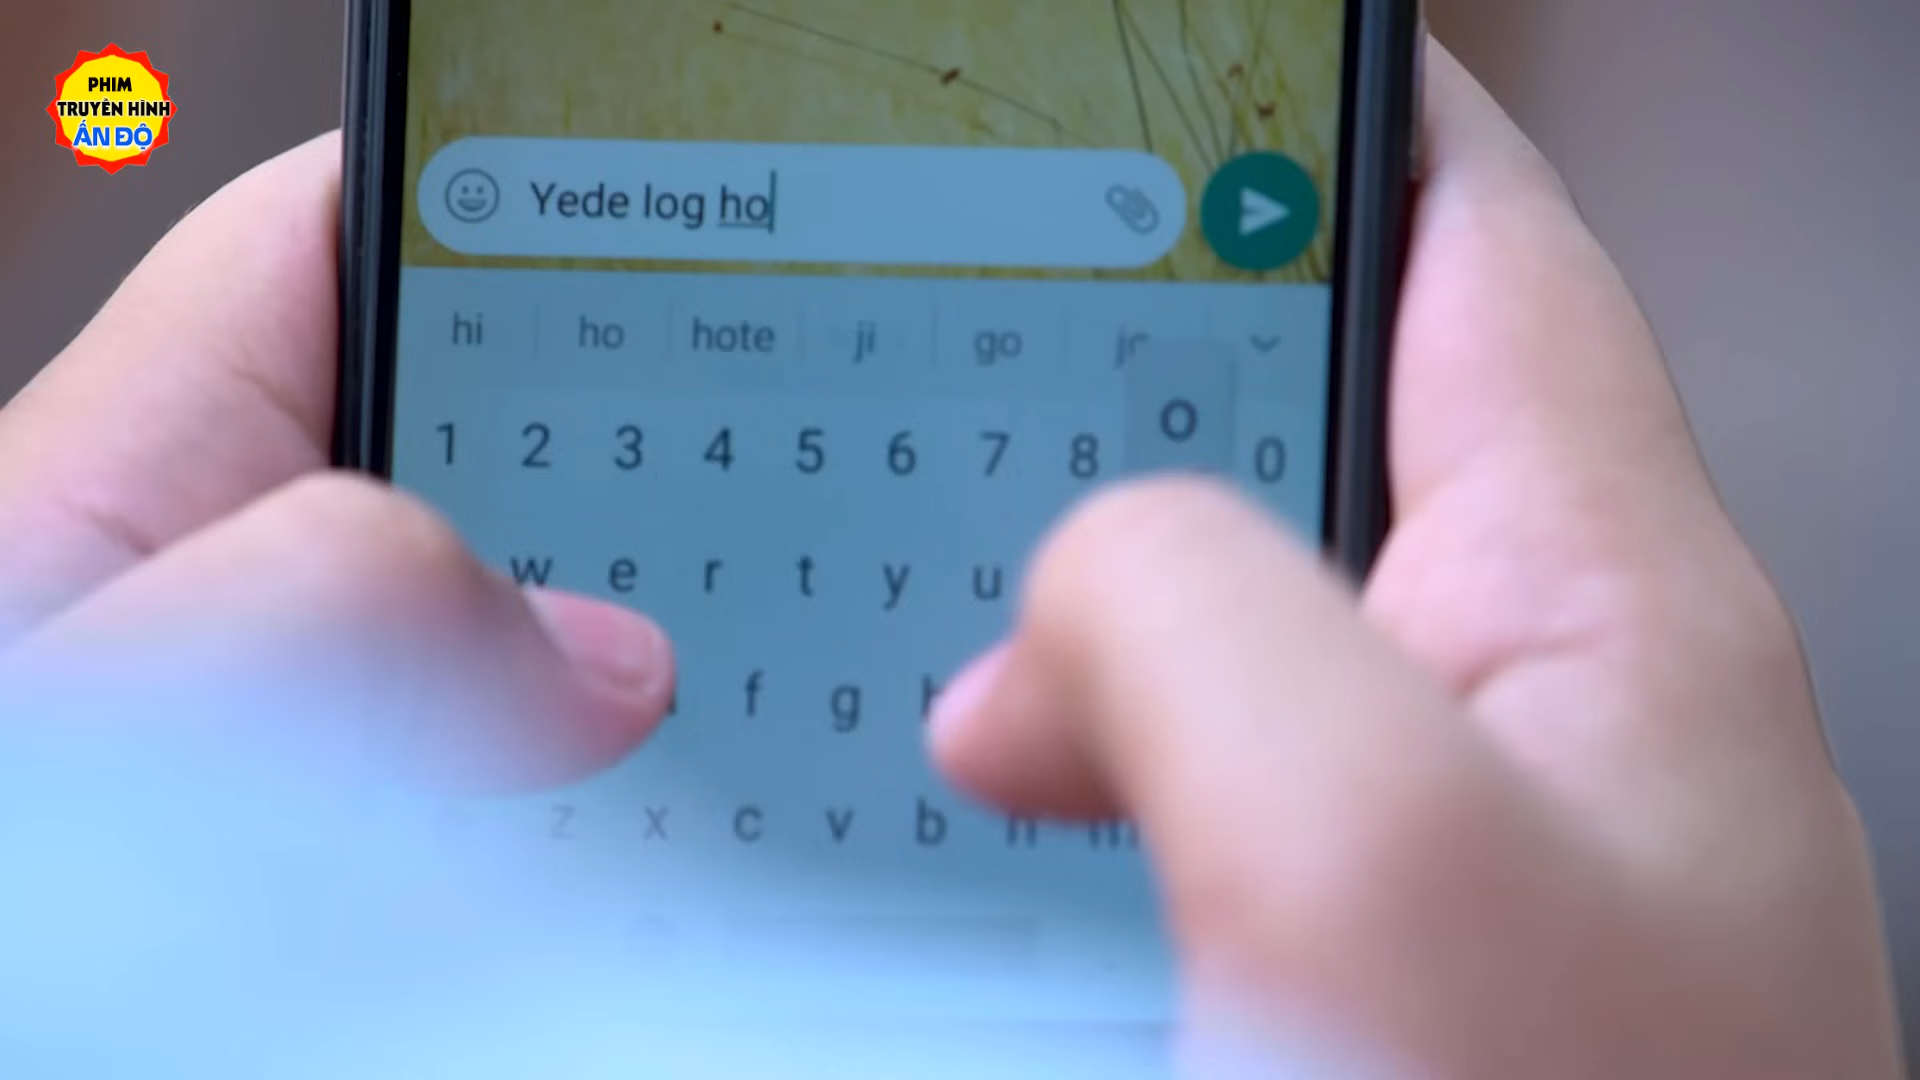 PHIM
TRUYỀN HÌNH
ẤN ĐỘ
Yede log ho
hi ho hote ji go
1 2 3 4 5 6 7 8 o 0
w e r t y u
f g
z x c v b n m